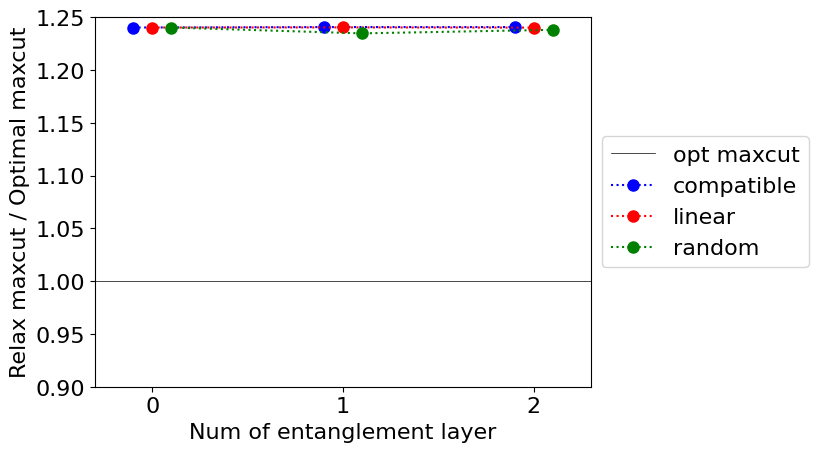 Relax maxcut / Optimal maxcut
1.25
1.20
1.15
1.10
1.05
1.00
0.95
0.90
0 1 2
Num of entanglement layer
opt maxcut
compatible
linear
random